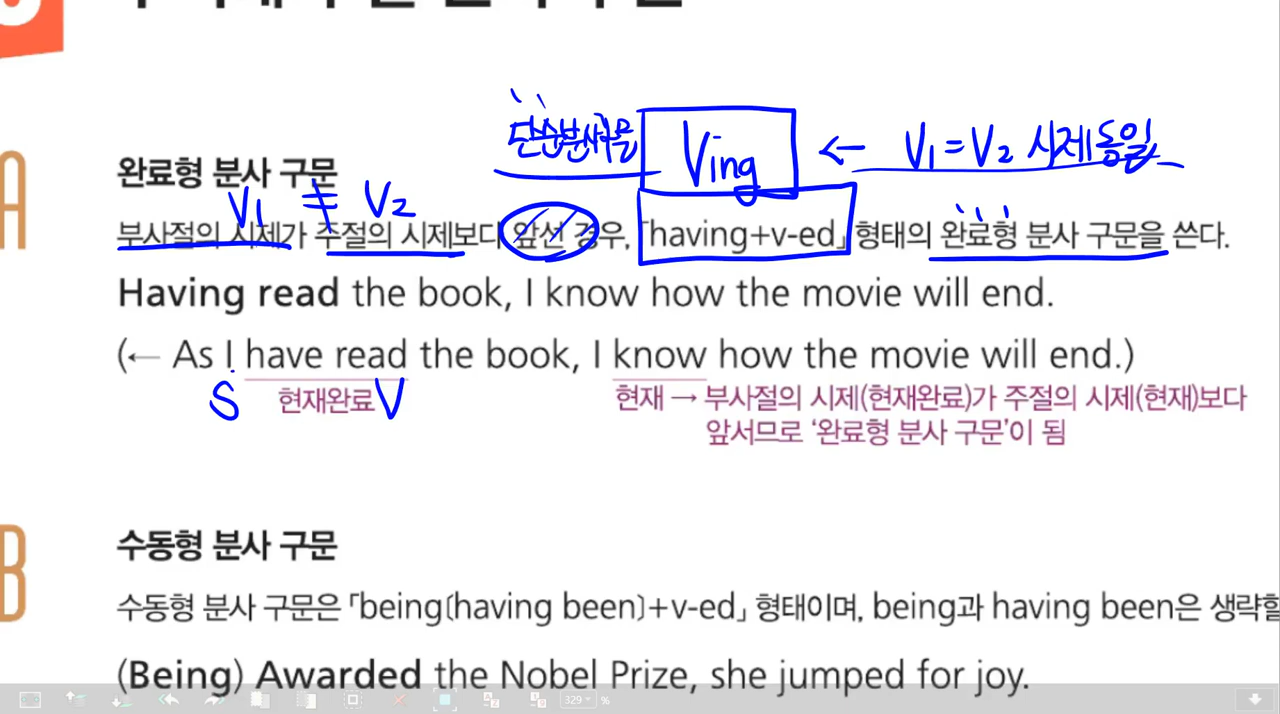 단순분사구문 Ving ← V1 = V2 시제 동일
완료형 분사 구문
V1 ≠ V2
부사절의 시제가 주절의 시제보다 앞선 경우, 「having+v-ed」 형태의 완료형 분사 구문을 쓴다.
Having read the book, I know how the movie will end.
(← As I have read the book, I know how the movie will end.)
S 현재완료 V 현재 → 부사절의 시제(현재완료)가 주절의 시제(현재)보다
앞서므로 ‘완료형 분사 구문’이 됨
B
수동형 분사 구문
수동형 분사 구문은 「being(having been)+v-ed」 형태이며, being과 having been은 생략할
(Being) Awarded the Nobel Prize, she jumped for joy.
329 %